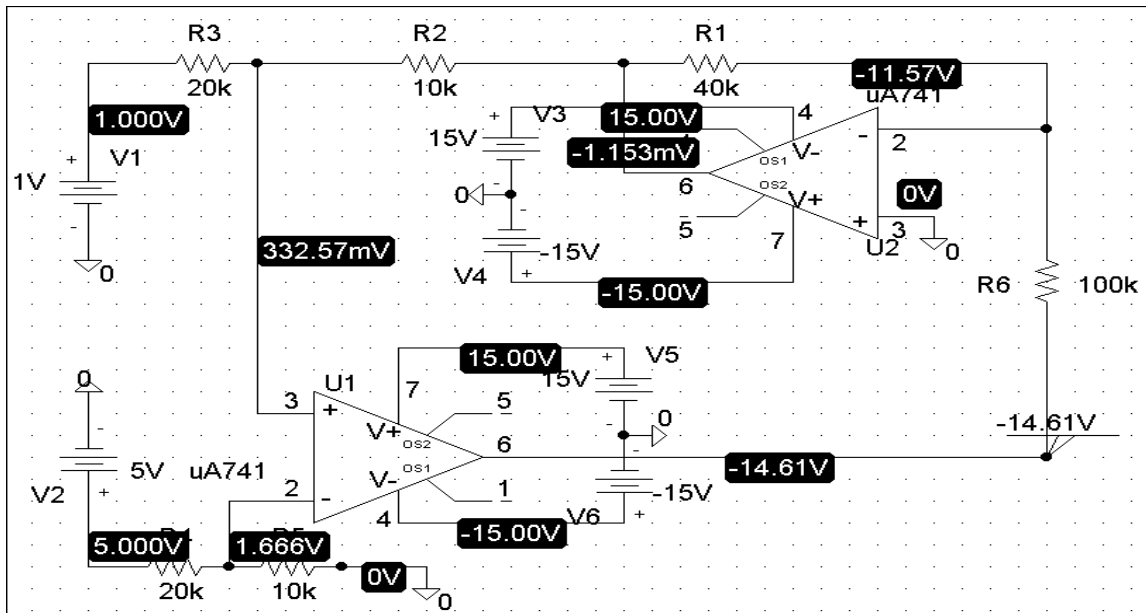 R3
R2
R1
20k
10k
40k
-11.57V
uA741
1.000V
V3
15V
15.00V
4
V1
-1.153mV
OS1
V-
-
2
1V
0
6
OS2
V+
0V
5
+
3
-15V
7
U2
0
0
332.57mV
V4
-15.00V
R6
100k
15.00V
V5
0
U1
7
15V
3
+
5
V+
OS2
0
-14.61V
6
-14.61V
5V
uA741
V-
OS1
V2
2
-
1
-15V
4
V6
5.000V
1.666V
-15.00V
0V
20k
10k
0